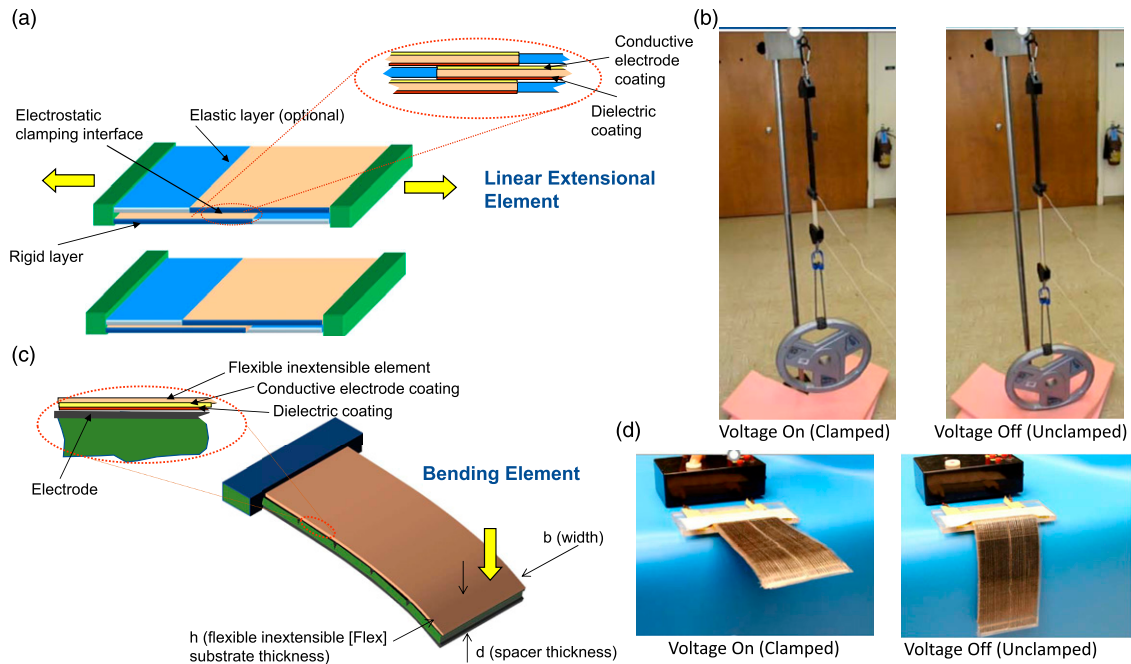 (a)
Conductive
electrode
coating
Dielectric
coating
Electrostatic
clamping interface
Elastic layer (optional)
Linear Extensional
Element
Rigid layer
(b)
Voltage On (Clamped)
Voltage Off (Unclamped)
(c)
Flexible inextensible element
Conductive electrode coating
Dielectric coating
Electrode
Bending Element
b (width)
h (flexible inextensible [Flex]
substrate thickness)
d (spacer thickness)
(d)
Voltage On (Clamped)
Voltage Off (Unclamped)